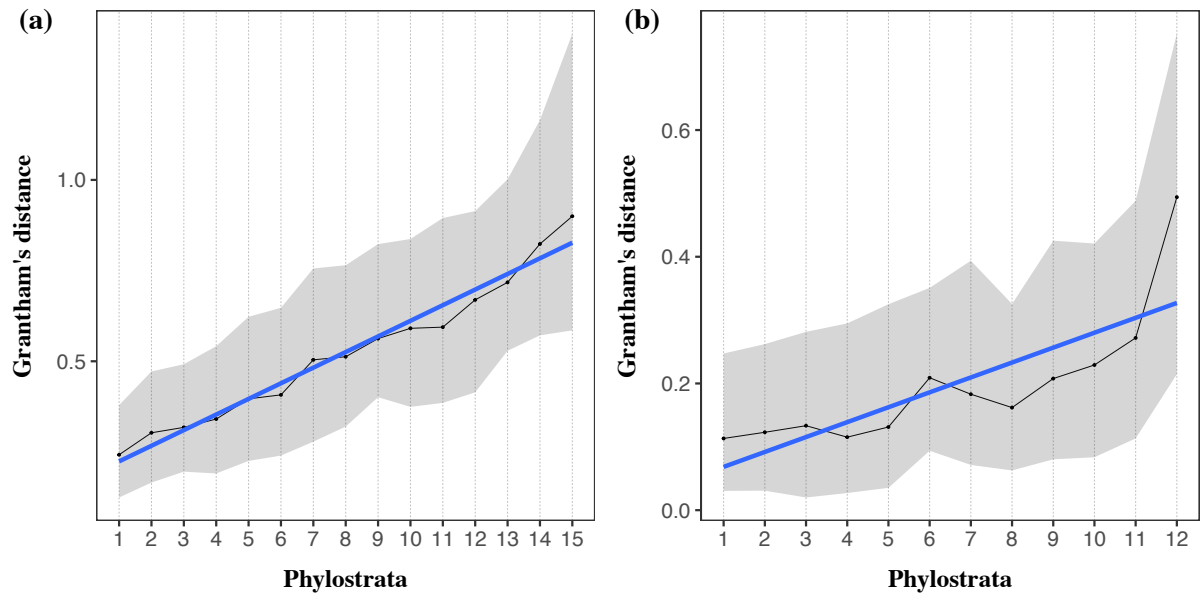 (a)
Grantham's distance
1.0
0.5
1 2 3 4 5 6 7 8 9 10 11 12 13 14 15
Phylostrata
(b)
Grantham's distance
0.6
0.4
0.2
0.0
1 2 3 4 5 6 7 8 9 10 11 12
Phylostrata